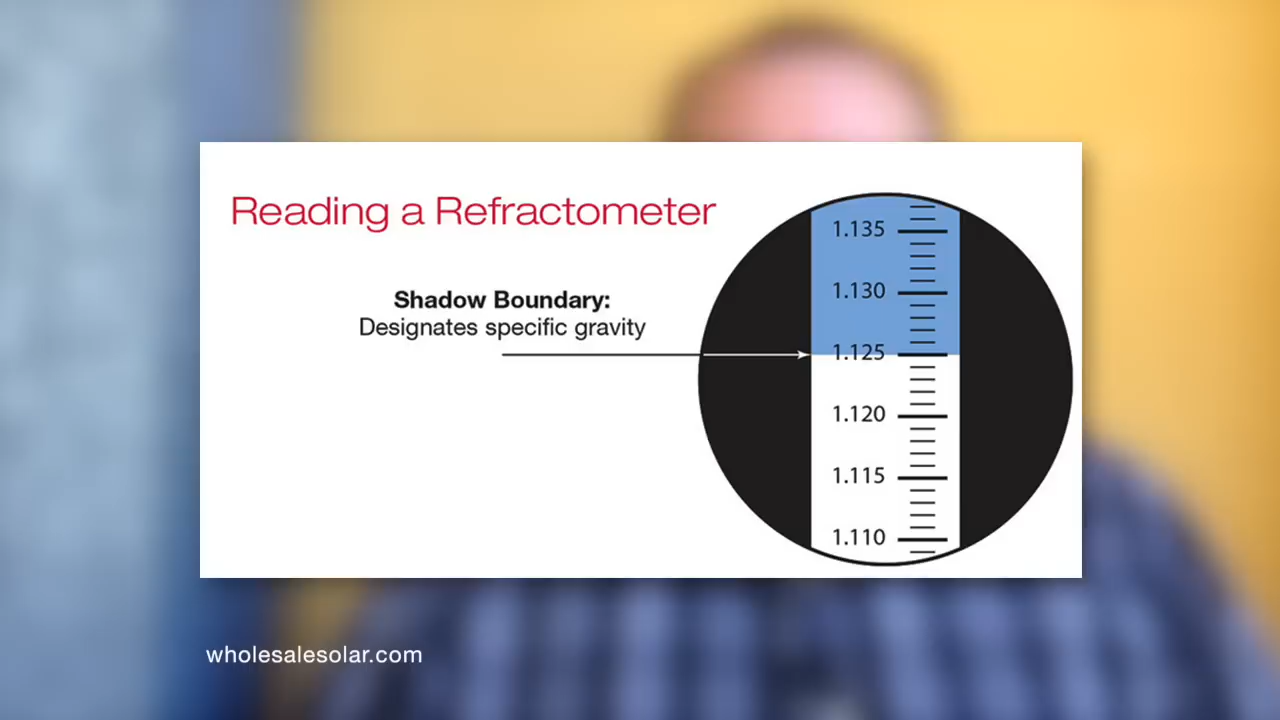 Reading a Refractometer
Shadow Boundary:
Designates specific gravity
1.135
1.130
1.125
1.120
1.115
1.110
wholesalesolar.com